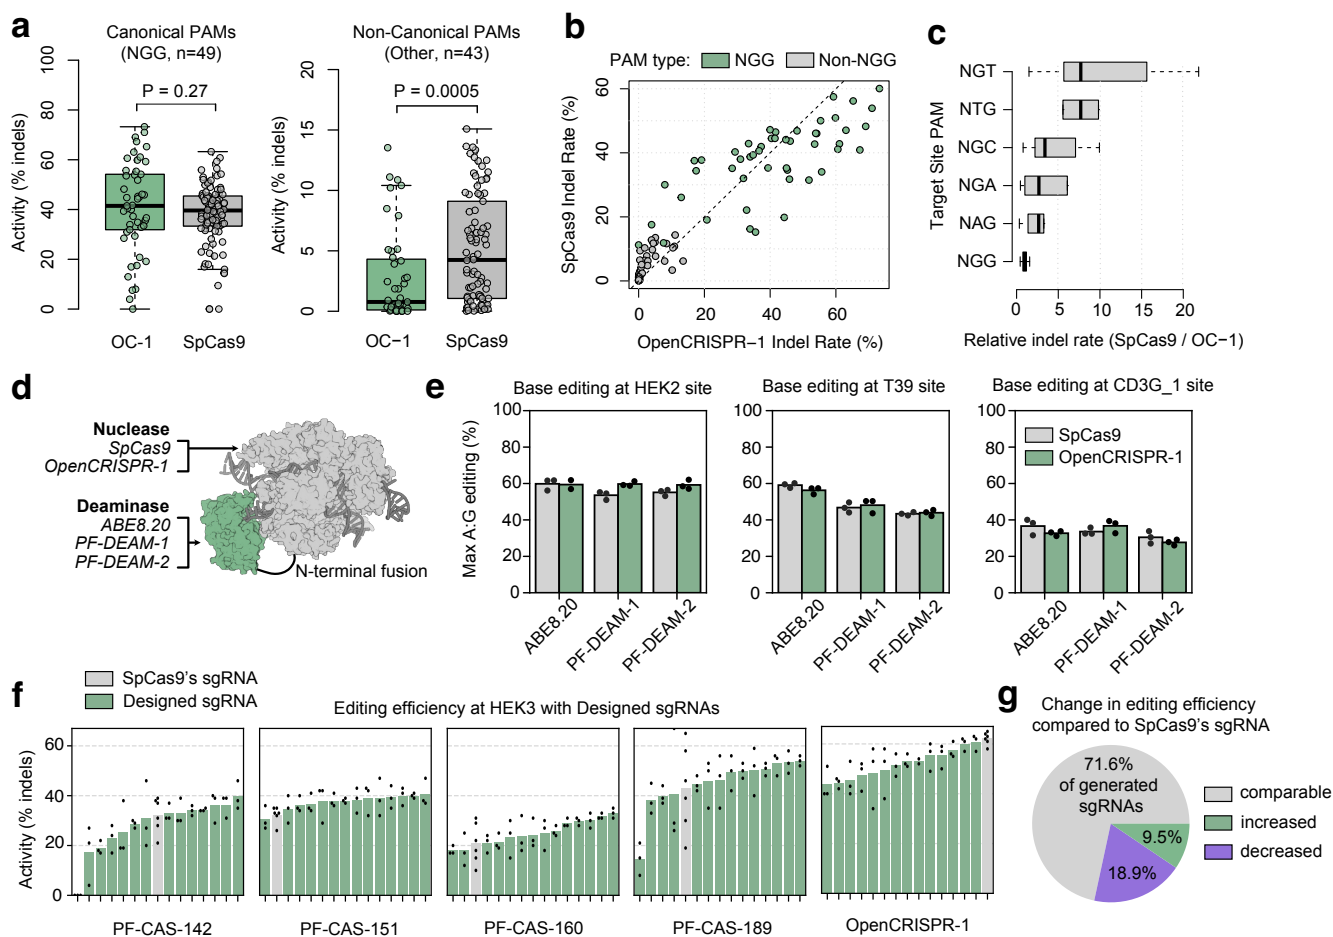 a
Canonical PAMs
(NGG, n=49)
Activity (% indels)
100
80
60
40
20
0
P = 0.27
OC-1
SpCas9
Non-Canonical PAMs
(Other, n=43)
Activity (% indels)
20
15
10
5
0
P = 0.0005
OC−1
SpCas9
b
PAM type: NGG Non-NGG
SpCas9 Indel Rate (%)
60
40
20
0
0 20 40 60
OpenCRISPR−1 Indel Rate (%)
c
Target Site PAM
NGT
NTG
NGC
NGA
NAG
NGG
0 5 10 15 20
Relative indel rate (SpCas9 / OC−1)
d
Nuclease
SpCas9
OpenCRISPR-1
Deaminase
ABE8.20
PF-DEAM-1
PF-DEAM-2
N-terminal fusion
e
Base editing at HEK2 site
Max A:G editing (%)
100
80
60
40
20
0
ABE8.20
PF-DEAM-1
PF-DEAM-2
Base editing at T39 site
100
80
60
40
20
0
ABE8.20
PF-DEAM-1
PF-DEAM-2
Base editing at CD3G_1 site
100
80
60
40
20
0
SpCas9
OpenCRISPR-1
ABE8.20
PF-DEAM-1
PF-DEAM-2
f
SpCas9's sgRNA
Designed sgRNA
Editing efficiency at HEK3 with Designed sgRNAs
Activity (% indels)
60
40
20
0
PF-CAS-142
PF-CAS-151
PF-CAS-160
PF-CAS-189
OpenCRISPR-1
g
Change in editing efficiency
compared to SpCas9's sgRNA
71.6%
of generated
sgRNAs
9.5%
18.9%
comparable
increased
decreased